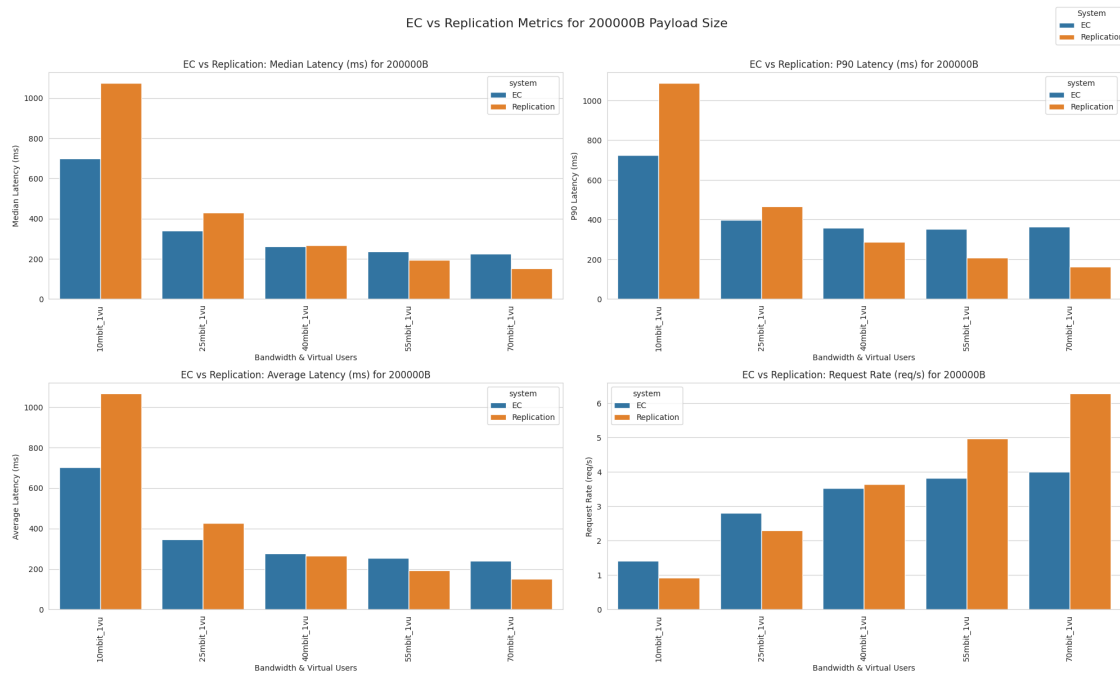 EC vs Replication Metrics for 200000B Payload Size
System
EC
Replication
EC vs Replication: Median Latency (ms) for 200000B
Median Latency (ms)
1000
800
600
400
200
0
system
EC
Replication
10mbit_1vu
25mbit_1vu
40mbit_1vu
55mbit_1vu
70mbit_1vu
Bandwidth & Virtual Users
EC vs Replication: P90 Latency (ms) for 200000B
P90 Latency (ms)
1000
800
600
400
200
0
system
EC
Replication
10mbit_1vu
25mbit_1vu
40mbit_1vu
55mbit_1vu
70mbit_1vu
Bandwidth & Virtual Users
EC vs Replication: Average Latency (ms) for 200000B
Average Latency (ms)
1000
800
600
400
200
0
system
EC
Replication
10mbit_1vu
25mbit_1vu
40mbit_1vu
55mbit_1vu
70mbit_1vu
Bandwidth & Virtual Users
EC vs Replication: Request Rate (req/s) for 200000B
Request Rate (req/s)
6
5
4
3
2
1
0
system
EC
Replication
10mbit_1vu
25mbit_1vu
40mbit_1vu
55mbit_1vu
70mbit_1vu
Bandwidth & Virtual Users